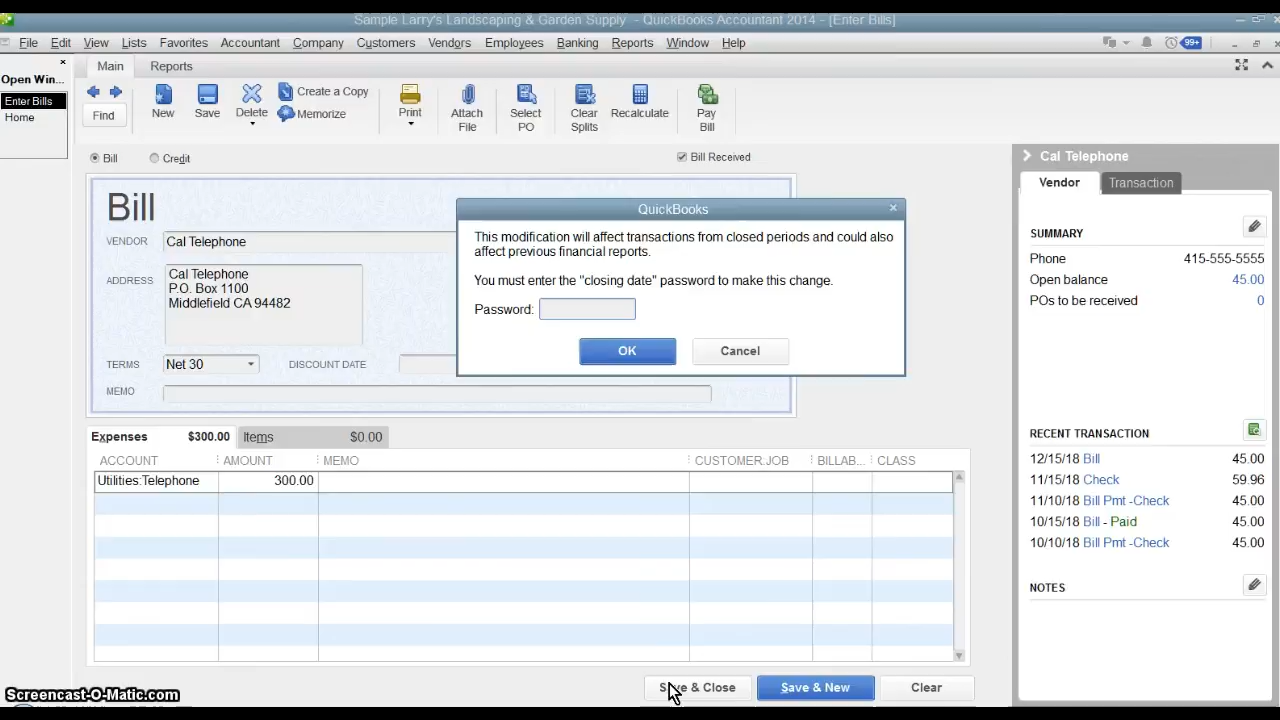 Sample Larry's Landscaping & Garden Supply - QuickBooks Accountant 2014 - [Enter Bills]
File Edit View Lists Favorites Accountant Company Customers Vendors Employees Banking Reports Window Help
99+
Open Win...
Enter Bills
Home
Main Reports
Find
New
Save
Delete
Create a Copy
Memorize
Print
Attach
File
Select
PO
Clear
Splits
Recalculate
Pay
Bill
Bill Credit
Bill Received
Bill
VENDOR Cal Telephone
ADDRESS Cal Telephone
P.O. Box 1100
Middlefield CA 94482
TERMS Net 30 DISCOUNT DATE
MEMO
QuickBooks
This modification will affect transactions from closed periods and could also
affect previous financial reports.
You must enter the "closing date" password to make this change.
Password:
OK Cancel
Expenses $300.00 Items $0.00
ACCOUNT AMOUNT MEMO CUSTOMER:JOB BILLAB... CLASS
Utilities:Telephone 300.00
Save & Close Save & New Clear
Cal Telephone
Vendor Transaction
SUMMARY
Phone 415-555-5555
Open balance 45.00
POs to be received 0
RECENT TRANSACTION
12/15/18 Bill 45.00
11/15/18 Check 59.96
11/10/18 Bill Pmt -Check 45.00
10/15/18 Bill - Paid 45.00
10/10/18 Bill Pmt -Check 45.00
NOTES
Screencast-O-Matic.com